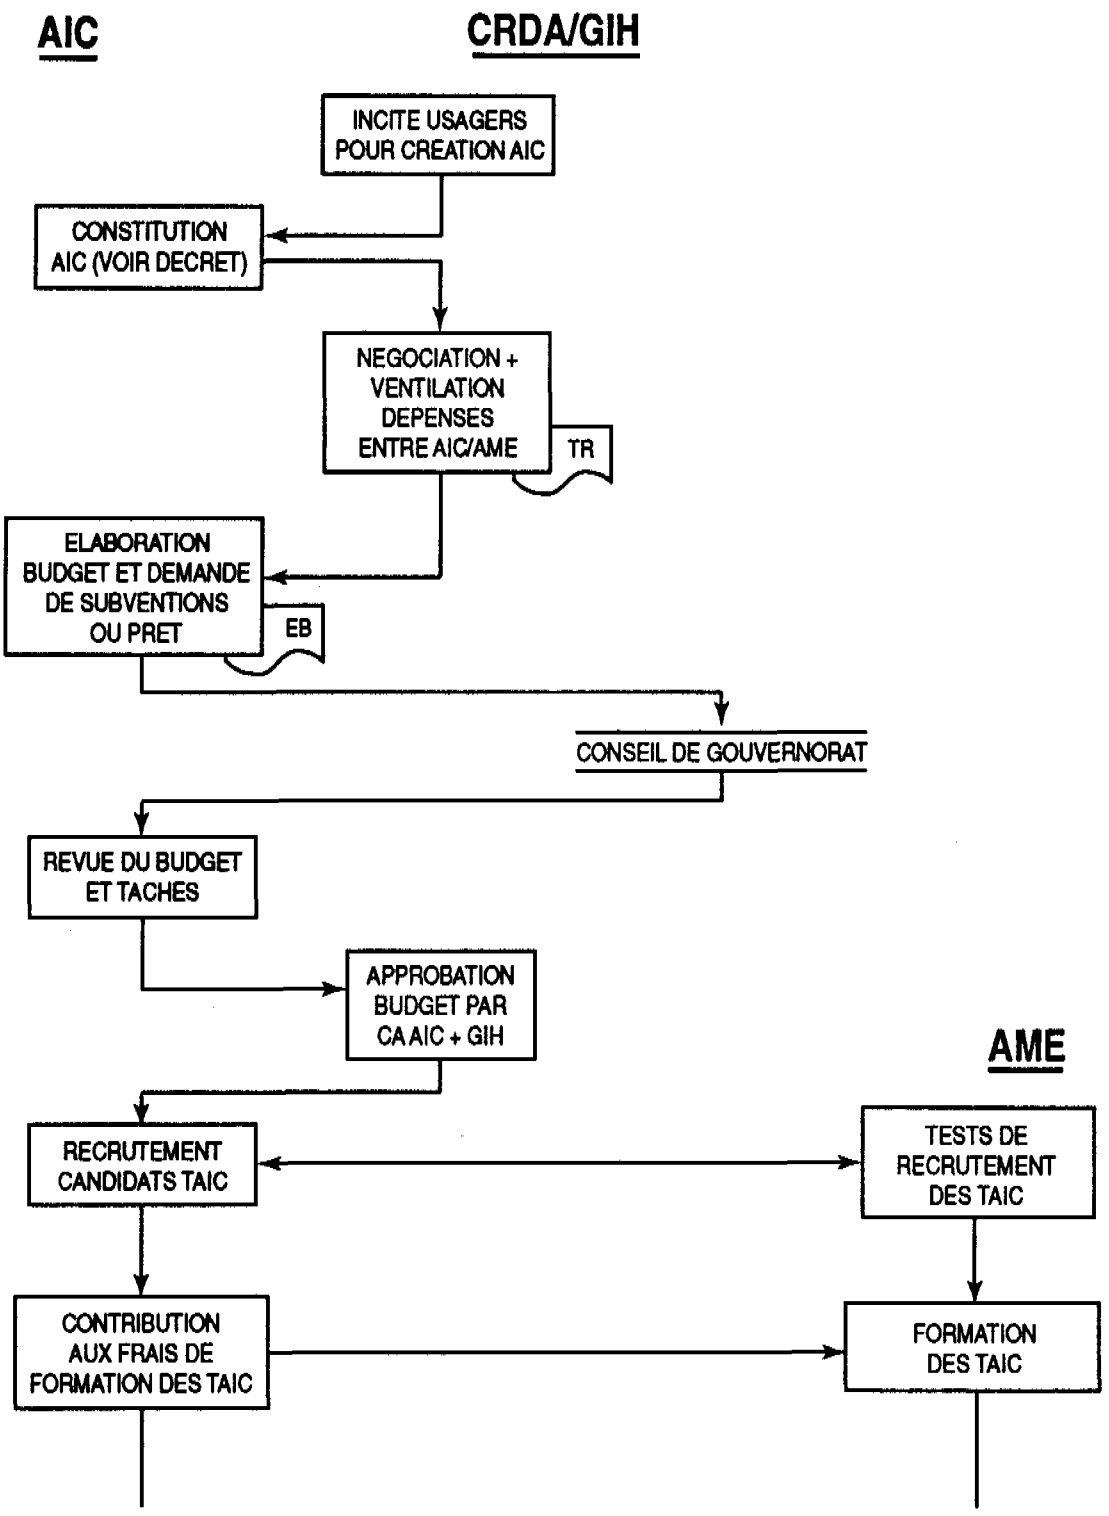 AIC
CRDA/GIH
INCITE USAGERS
POUR CREATION AIC
CONSTITUTION
AIC (VOIR DECRET)
NEGOCIATION +
VENTILATION
DEPENSES
ENTRE AIC/AME
TR
ELABORATION
BUDGET ET DEMANDE
DE SUBVENTIONS
OU PRET
EB
CONSEIL DE GOUVERNORAT
REVUE DU BUDGET
ET TACHES
APPROBATION
BUDGET PAR
CA AIC + GIH
AME
RECRUTEMENT
CANDIDATS TAIC
TESTS DE
RECRUTEMENT
DES TAIC
CONTRIBUTION
AUX FRAIS DE
FORMATION DES TAIC
FORMATION
DES TAIC